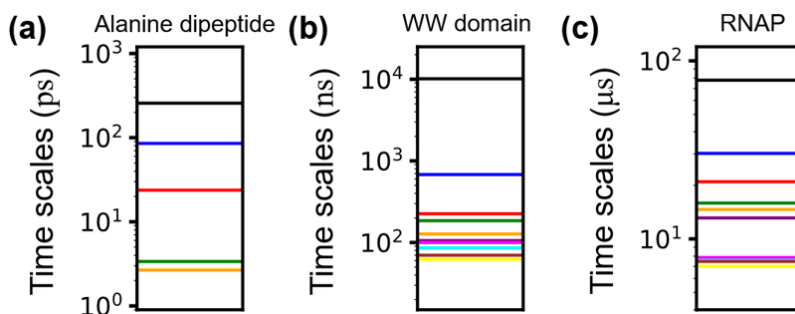 (a) Alanine dipeptide
Time scales (ps)
10³
10²
10¹
10⁰
(b) WW domain
Time scales (ns)
10⁴
10³
10²
(c) RNAP
Time scales (μs)
10²
10¹